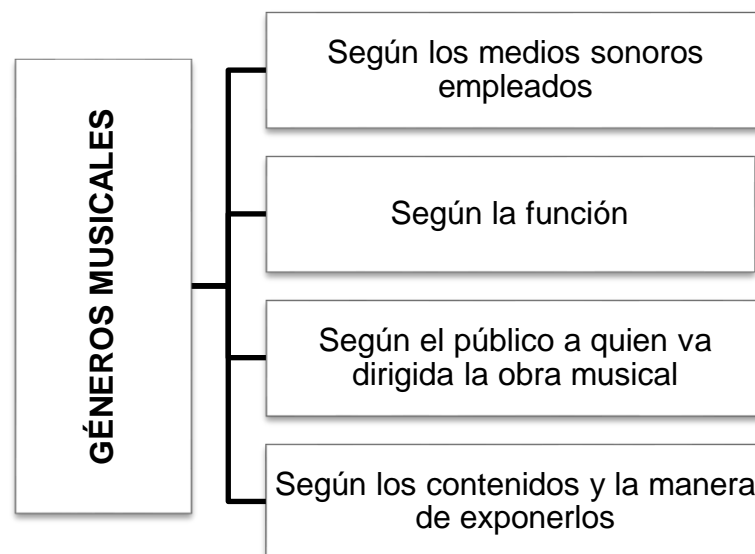 GÉNEROS MUSICALES
Según los medios sonoros
empleados
Según la función
Según el público a quien va
dirigida la obra musical
Según los contenidos y la manera
de exponerlos